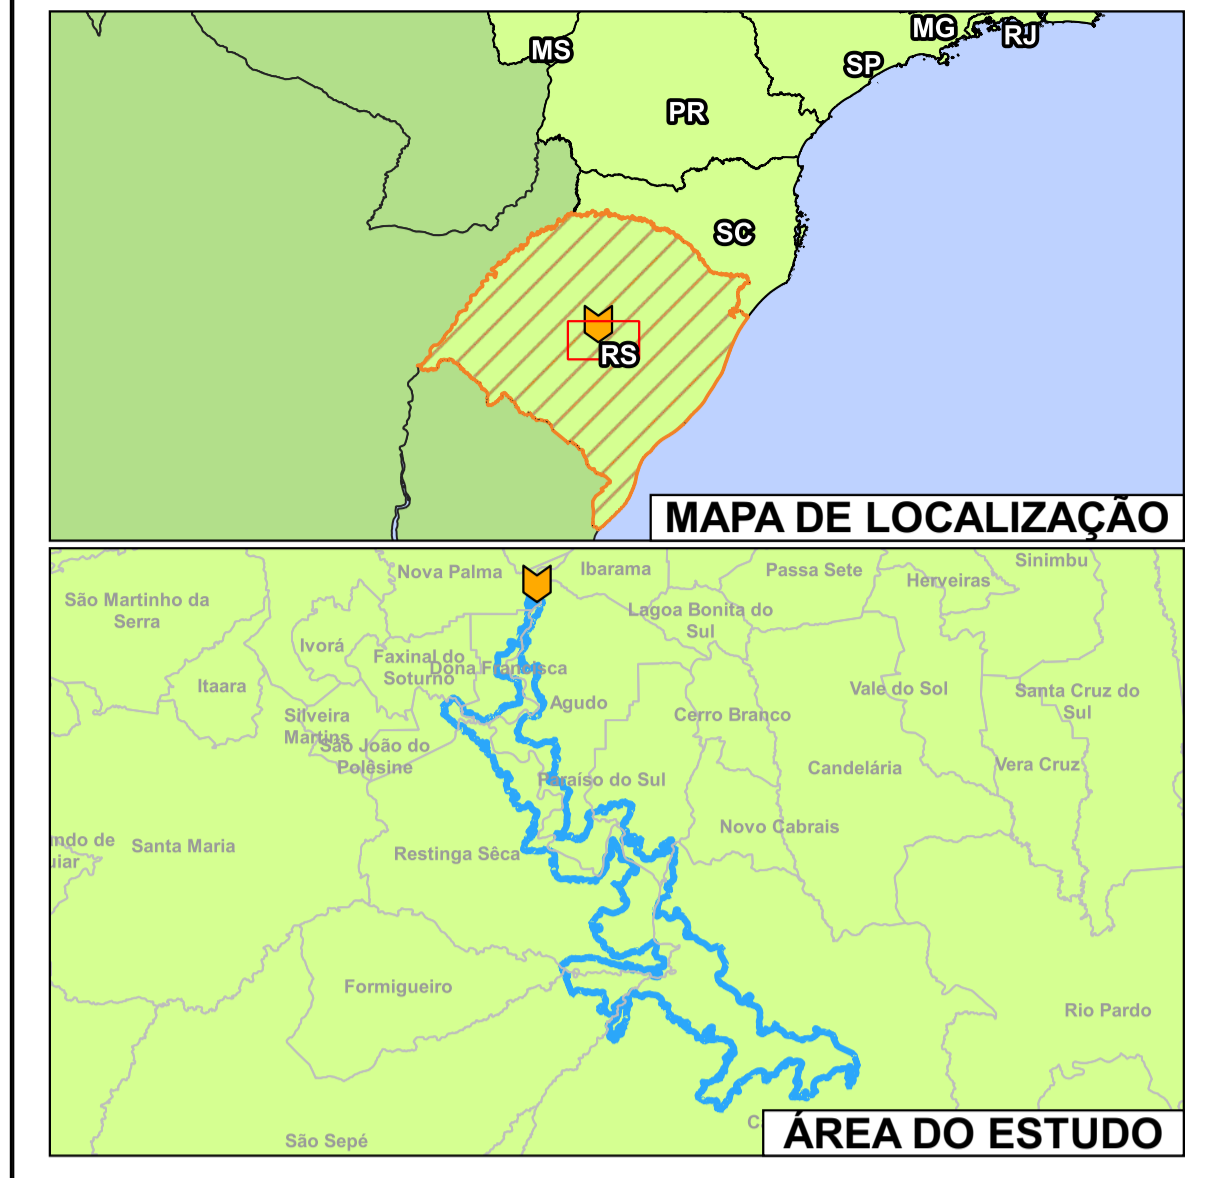 MG
RJ
MS
SP
PR
SC
RS
MAPA DE LOCALIZAÇÃO
Nova Palma
Ibarama
Passa Sete
Sinimbu
Herveiras
São Martinho da
Serra
Lagoa Bonita do
Sul
Ivorá
Faxinal do
Soturno
Dona Francisca
Itaara
Agudo
Vale do Sol
Santa Cruz do
Sul
Silveira
Martins
São João do
Polêsine
Cerro Branco
Candelária
Vera Cruz
Paraíso do Sul
Novo Cabrais
Santa Maria
Restinga Sêca
Formigueiro
Rio Pardo
São Sepé
ÁREA DO ESTUDO